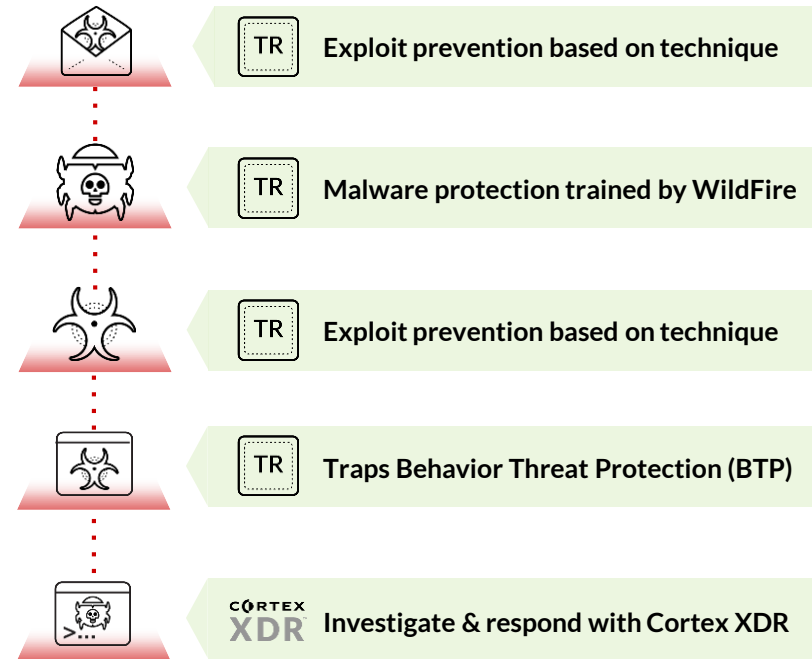 TR Exploit prevention based on technique
TR Malware protection trained by WildFire
TR Exploit prevention based on technique
TR Traps Behavior Threat Protection (BTP)
CORTEX
XDR™ Investigate & respond with Cortex XDR
>...